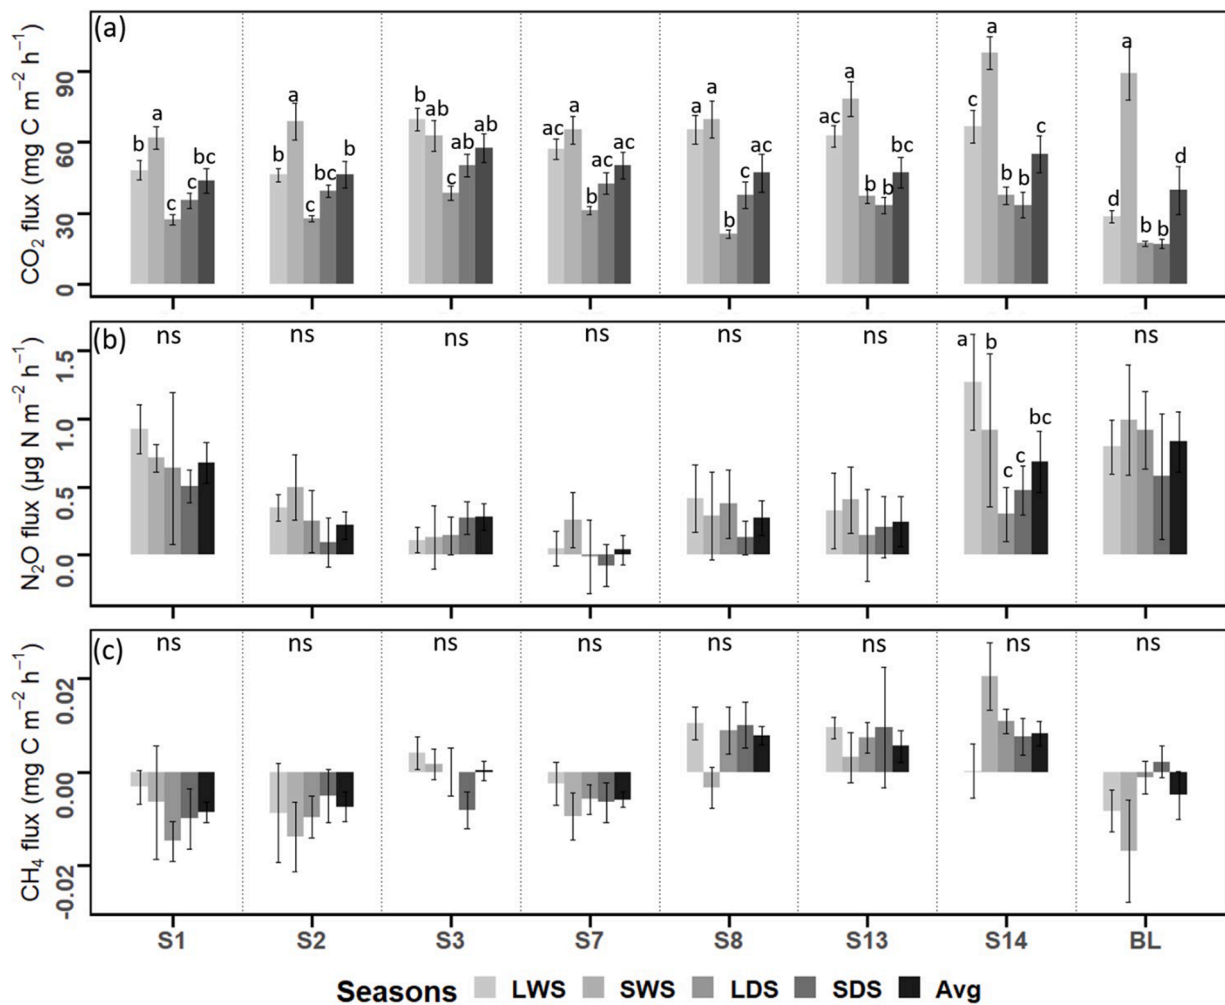 (a)
CO₂ flux (mg C m⁻² h⁻¹)
90
60
30
0
b a c c bc
b a c bc b
b ab c ab ab
ac a b ac ac
a a b c ac
ac a b b c
c a b b c
d a b b d
(b)
N₂O flux (µg N m⁻² h⁻¹)
1.5
1.0
0.5
0.0
ns ns ns ns ns ns a b c c bc ns
(c)
CH₄ flux (mg C m⁻² h⁻¹)
0.02
0.00
-0.02
ns ns ns ns ns ns ns ns
S1 S2 S3 S7 S8 S13 S14 BL
Seasons LWS SWS LDS SDS Avg